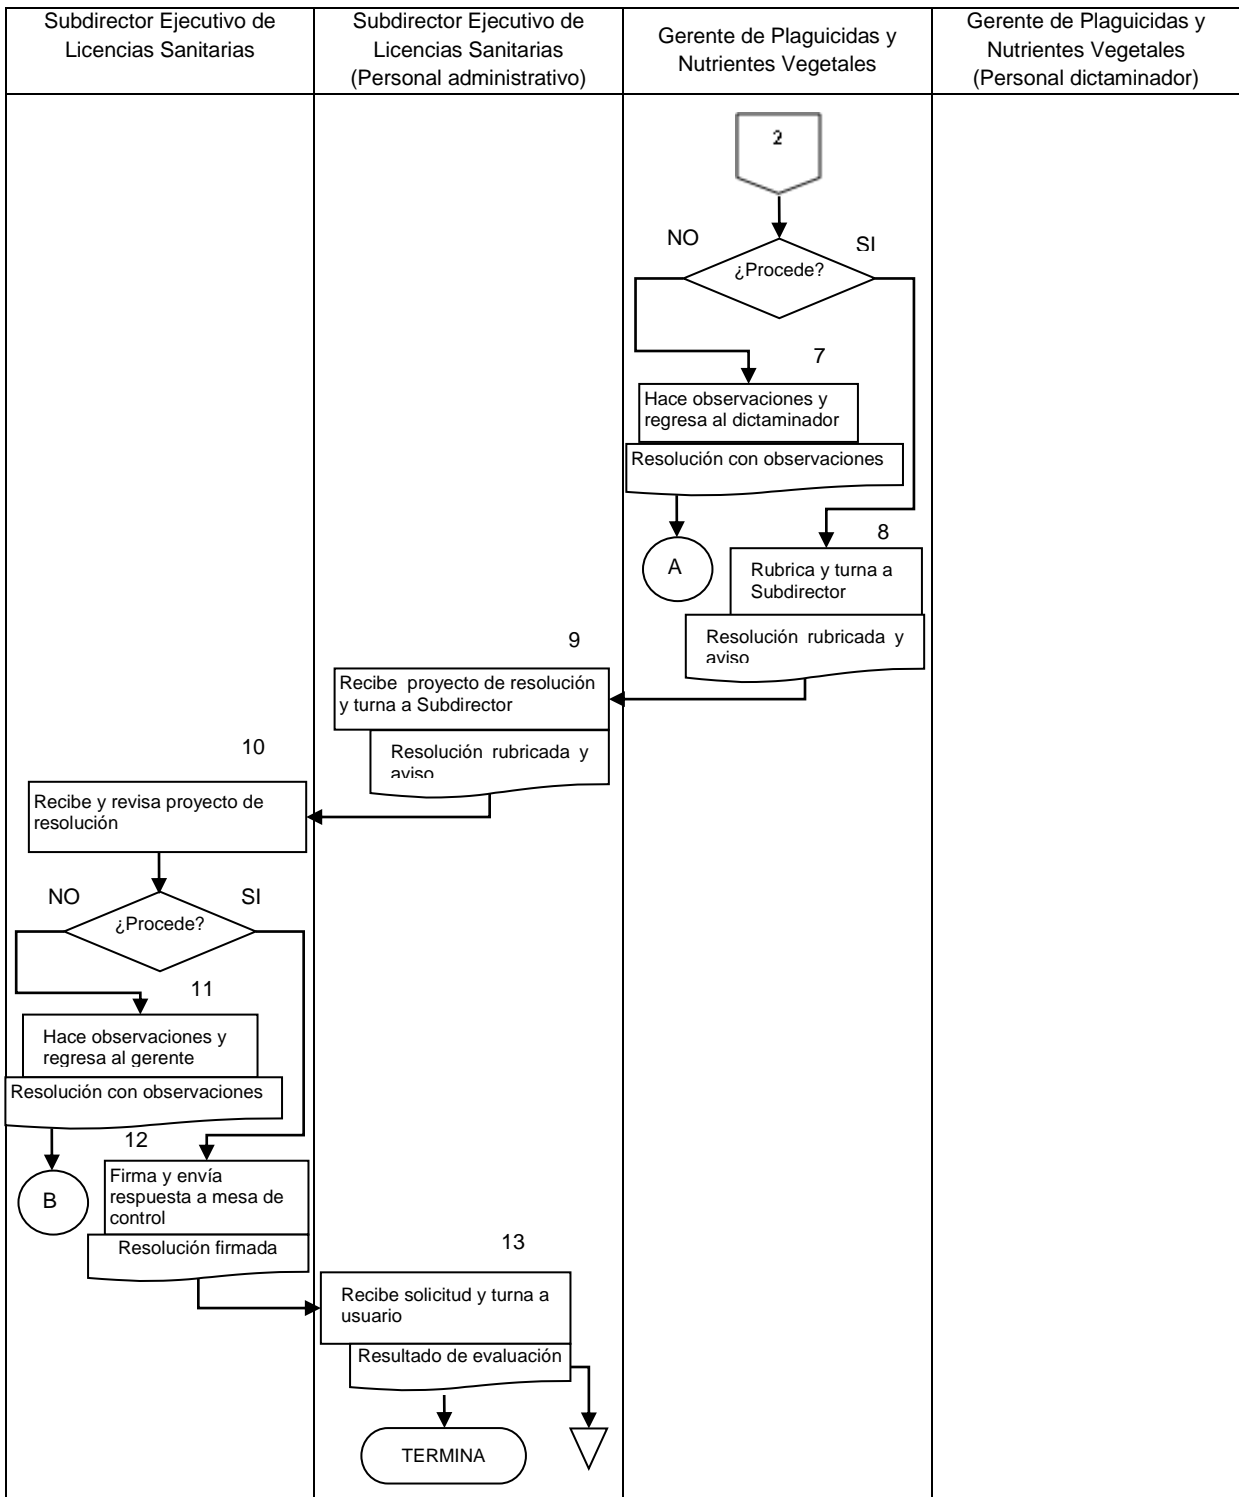 Subdirector Ejecutivo de
Licencias Sanitarias
Subdirector Ejecutivo de
Licencias Sanitarias
(Personal administrativo)
Gerente de Plaguicidas y
Nutrientes Vegetales
Gerente de Plaguicidas y
Nutrientes Vegetales
(Personal dictaminador)
2
NO
SI
¿Procede?
7
Hace observaciones y
regresa al dictaminador
Resolución con observaciones
A
8
Rubrica y turna a
Subdirector
Resolución rubricada y
aviso
9
Recibe proyecto de resolución
y turna a Subdirector
Resolución rubricada y
aviso
10
Recibe y revisa proyecto de
resolución
NO
SI
¿Procede?
11
Hace observaciones y
regresa al gerente
Resolución con observaciones
B
12
Firma y envía
respuesta a mesa de
control
Resolución firmada
13
Recibe solicitud y turna a
usuario
Resultado de evaluación
TERMINA